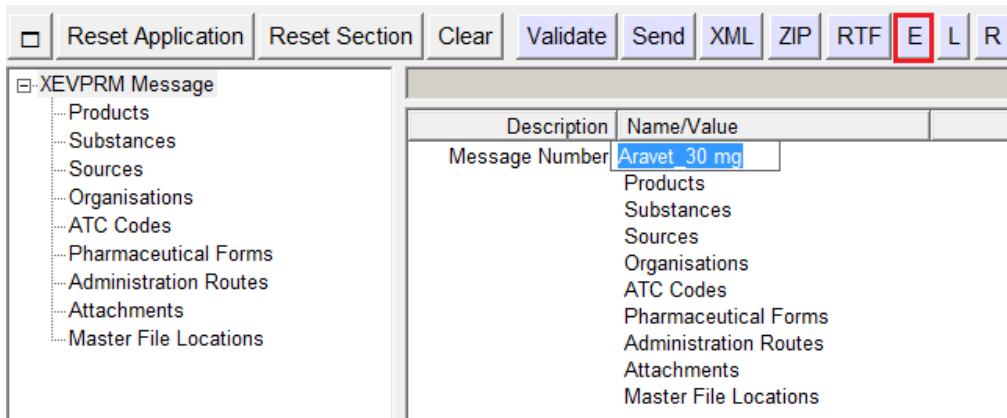 Reset Application Reset Section Clear Validate Send XML ZIP RTF E L R
XEVPRM Message
Products
Substances
Sources
Organisations
ATC Codes
Pharmaceutical Forms
Administration Routes
Attachments
Master File Locations
Description Name/Value
Message Number Aravet_30 mg
Products
Substances
Sources
Organisations
ATC Codes
Pharmaceutical Forms
Administration Routes
Attachments
Master File Locations